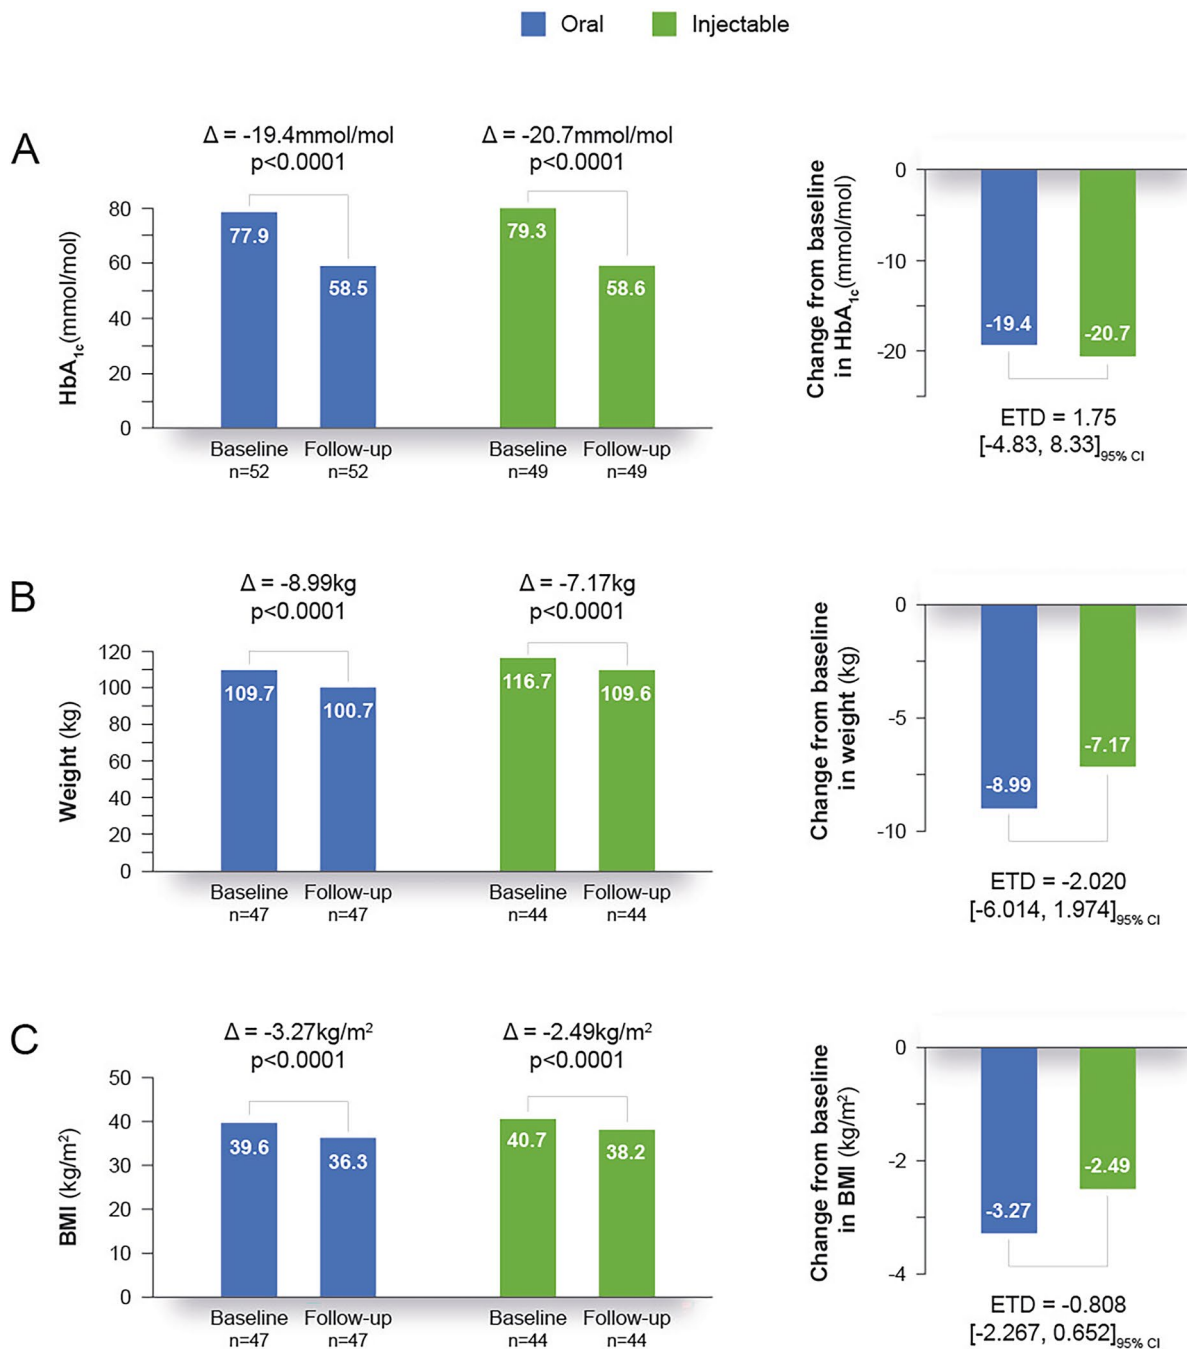 Oral Injectable
A
Δ = -19.4mmol/mol
p<0.0001
Δ = -20.7mmol/mol
p<0.0001
HbA1c(mmol/mol)
80
60
40
20
0
77.9
58.5
79.3
58.6
Baseline Follow-up Baseline Follow-up
n=52 n=52 n=49 n=49
Change from baseline
in HbA1c(mmol/mol)
0
-10
-20
-19.4
-20.7
ETD = 1.75
[-4.83, 8.33]95% CI
B
Δ = -8.99kg
p<0.0001
Δ = -7.17kg
p<0.0001
Weight (kg)
120
100
80
60
40
20
0
109.7
100.7
116.7
109.6
Baseline Follow-up Baseline Follow-up
n=47 n=47 n=44 n=44
Change from baseline
in weight (kg)
0
-5
-10
-8.99
-7.17
ETD = -2.020
[-6.014, 1.974]95% CI
C
Δ = -3.27kg/m²
p<0.0001
Δ = -2.49kg/m²
p<0.0001
BMI (kg/m²)
50
40
30
20
10
0
39.6
36.3
40.7
38.2
Baseline Follow-up Baseline Follow-up
n=47 n=47 n=44 n=44
Change from baseline
in BMI (kg/m²)
0
-2
-4
-3.27
-2.49
ETD = -0.808
[-2.267, 0.652]95% CI